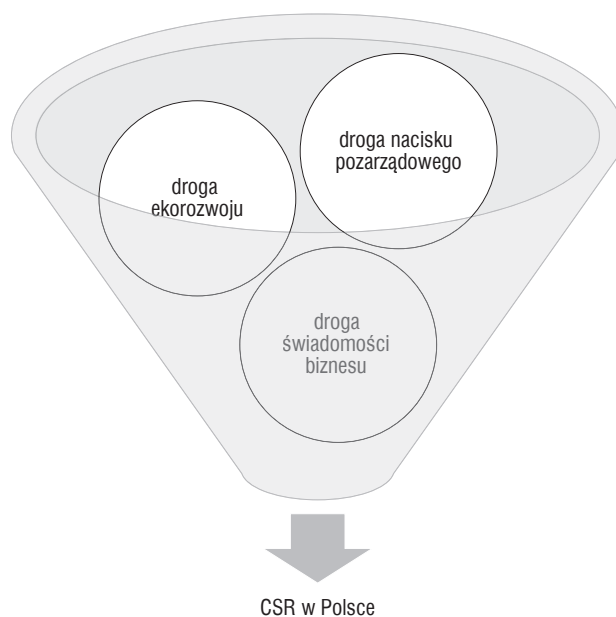 droga nacisku
pozarządowego
droga
ekorozwoju
droga
świadomości
biznesu
CSR w Polsce